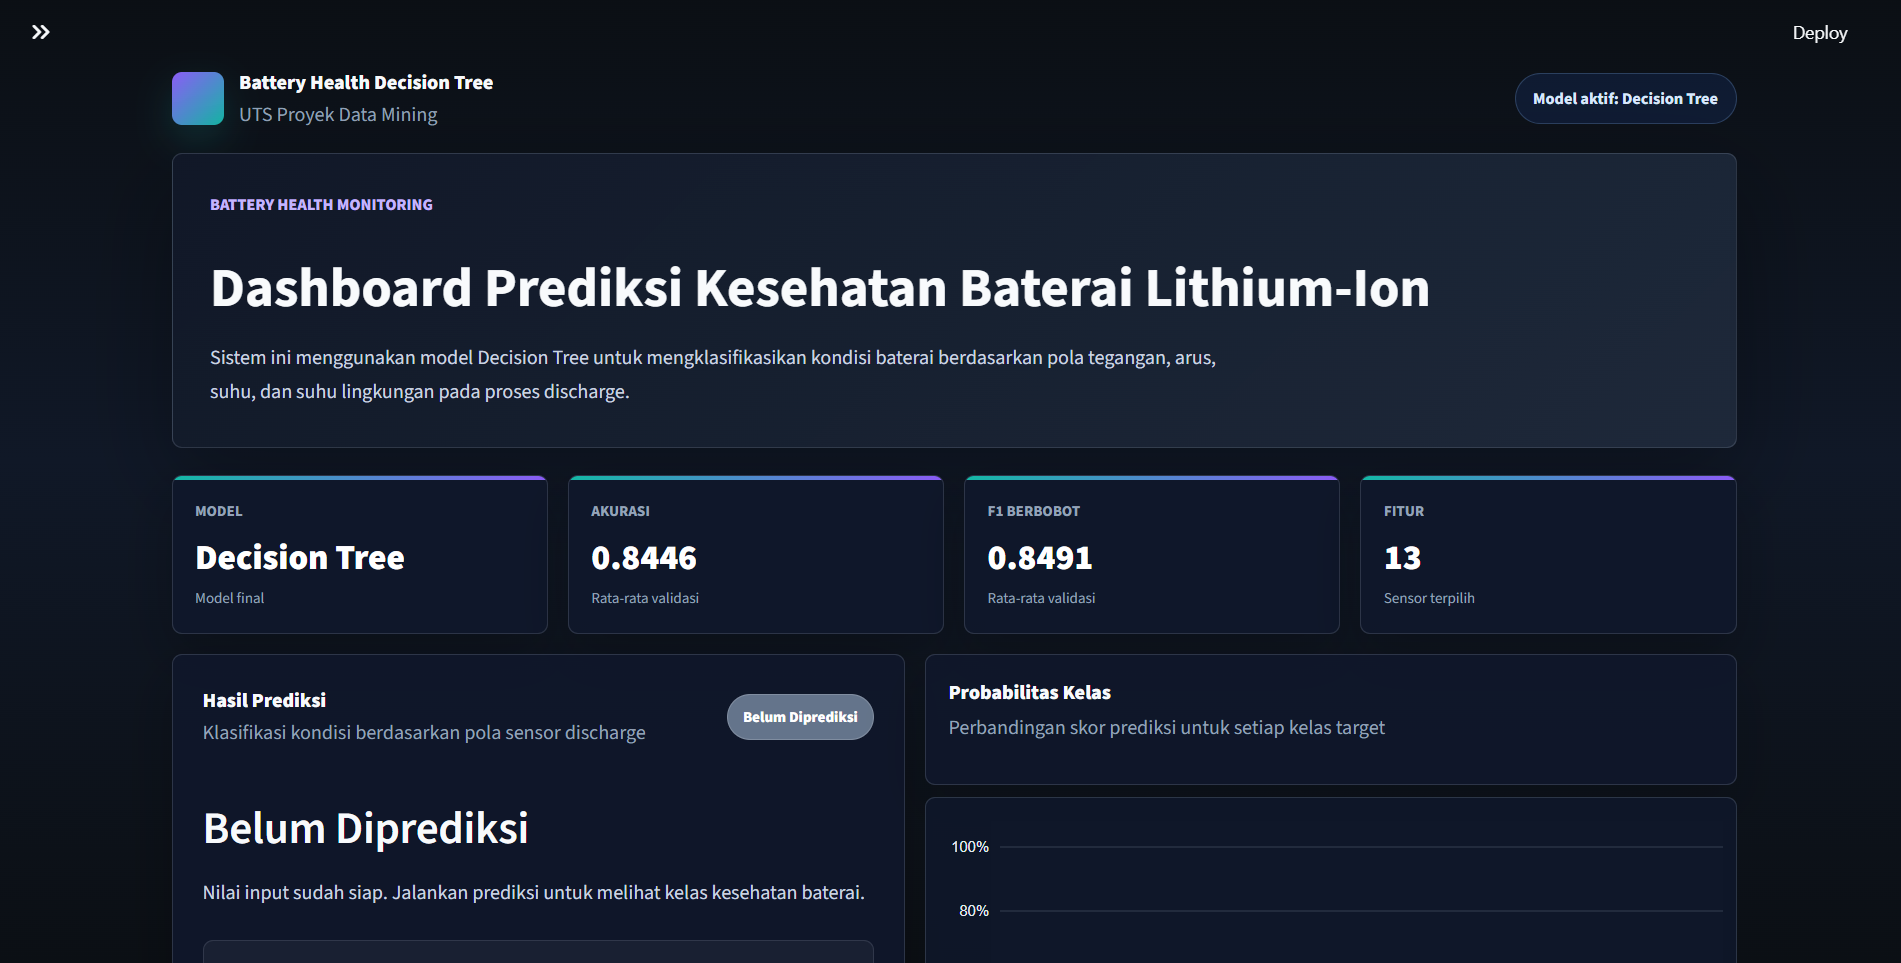 Deploy
Battery Health Decision Tree
UTS Proyek Data Mining
Model aktif: Decision Tree
BATTERY HEALTH MONITORING
Dashboard Prediksi Kesehatan Baterai Lithium-Ion
Sistem ini menggunakan model Decision Tree untuk mengklasifikasikan kondisi baterai berdasarkan pola tegangan, arus,
suhu, dan suhu lingkungan pada proses discharge.
MODEL
Decision Tree
Model final
AKURASI
0.8446
Rata-rata validasi
F1 BERBOBOT
0.8491
Rata-rata validasi
FITUR
13
Sensor terpilih
Hasil Prediksi
Klasifikasi kondisi berdasarkan pola sensor discharge
Belum Diprediksi
Belum Diprediksi
Nilai input sudah siap. Jalankan prediksi untuk melihat kelas kesehatan baterai.
Probabilitas Kelas
Perbandingan skor prediksi untuk setiap kelas target
100%
80%